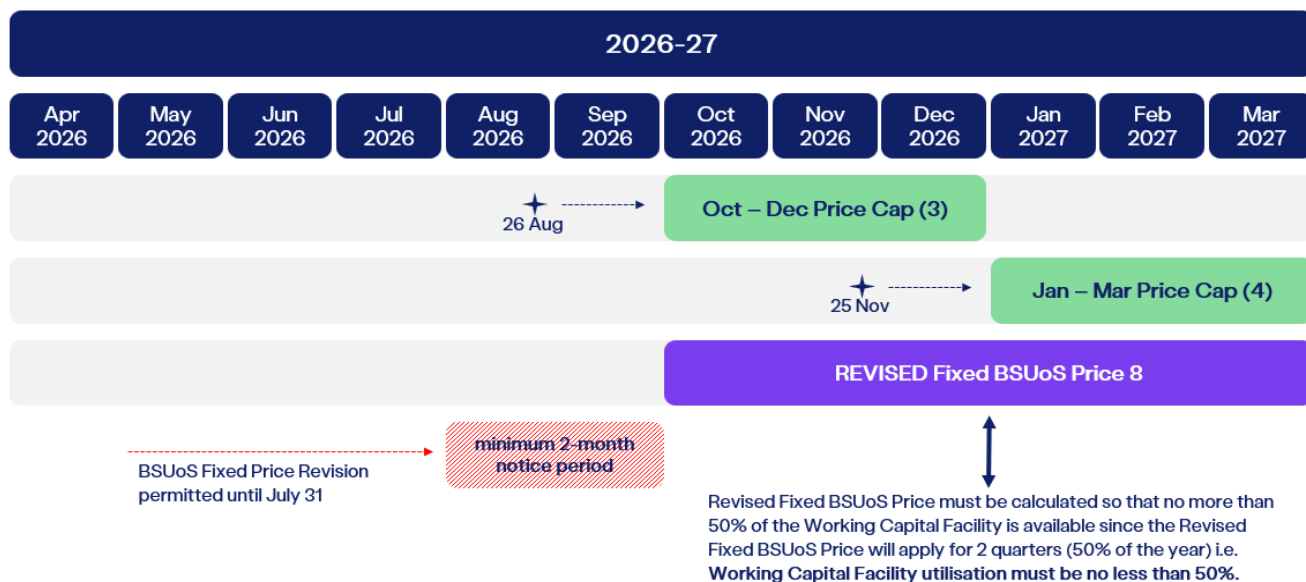 2026-27
Apr 2026
May 2026
Jun 2026
Jul 2026
Aug 2026
Sep 2026
Oct 2026
Nov 2026
Dec 2026
Jan 2027
Feb 2027
Mar 2027
26 Aug
Oct – Dec Price Cap (3)
25 Nov
Jan – Mar Price Cap (4)
REVISED Fixed BSUoS Price 8
BSUoS Fixed Price Revision
permitted until July 31
minimum 2-month
notice period
Revised Fixed BSUoS Price must be calculated so that no more than
50% of the Working Capital Facility is available since the Revised
Fixed BSUoS Price will apply for 2 quarters (50% of the year) i.e.
Working Capital Facility utilisation must be no less than 50%.